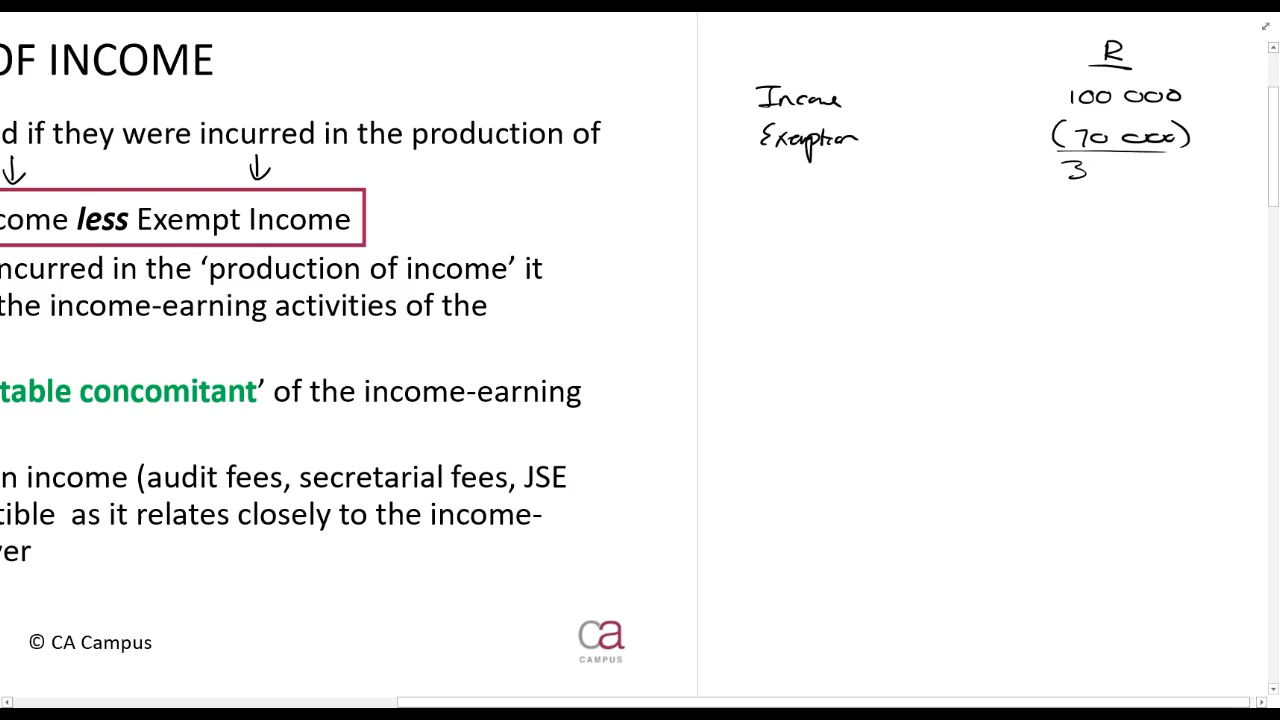 OF INCOME
d if they were incurred in the production of
come less Exempt Income
ncurred in the ‘production of income’ it
the income-earning activities of the
table concomitant’ of the income-earning
n income (audit fees, secretarial fees, JSE
tible as it relates closely to the income-
ver
© CA Campus
ca
CAMPUS
R
Income 100 000
Exemption (70 000)
3